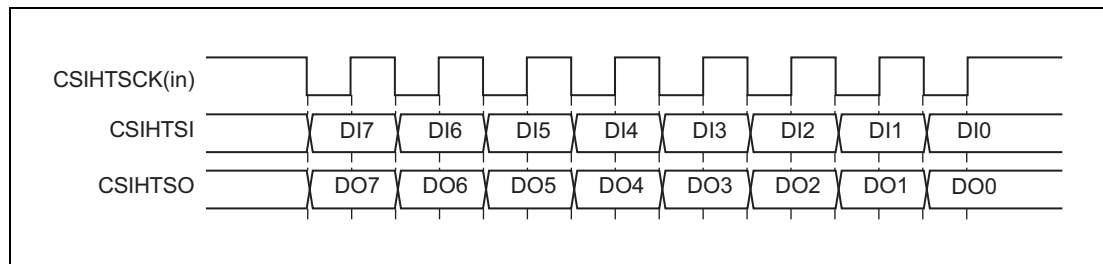 CSIHTSCK(in)
CSIHTSI DI7 DI6 DI5 DI4 DI3 DI2 DI1 DI0
CSIHTSO DO7 DO6 DO5 DO4 DO3 DO2 DO1 DO0